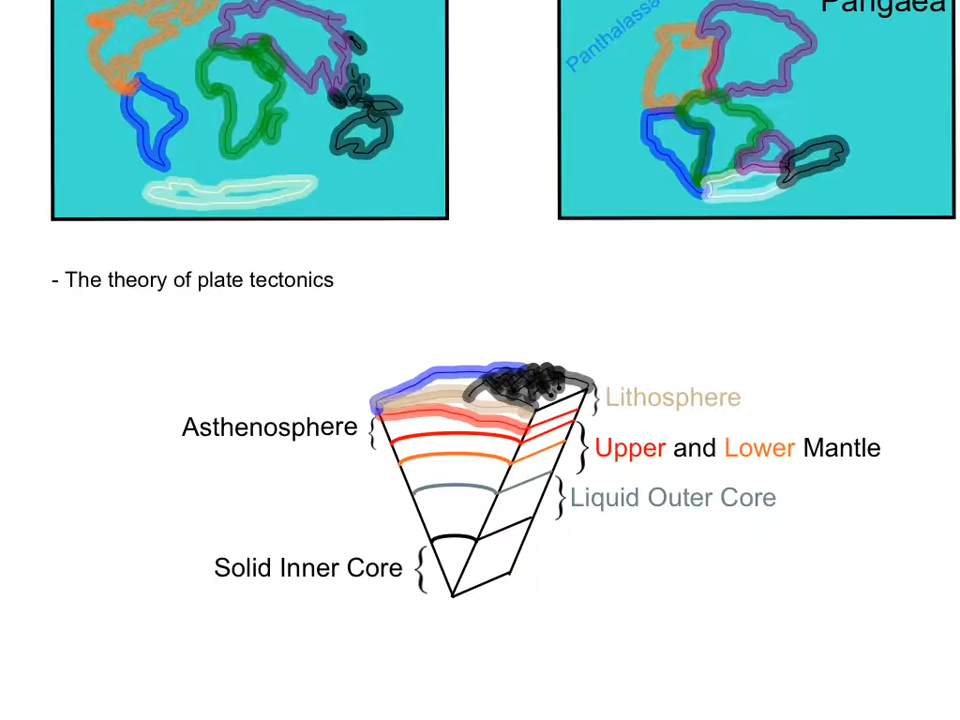 Pangaea
Panthalassa
- The theory of plate tectonics
Lithosphere
Asthenosphere
Upper and Lower Mantle
Liquid Outer Core
Solid Inner Core